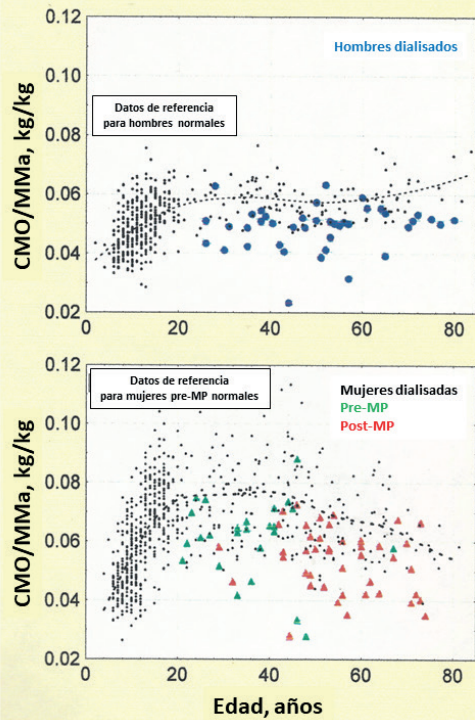 0.12
0.10
0.08
0.06
0.04
0.02
CMO/MMa, kg/kg
Hombres dialisados
Datos de referencia
para hombres normales
0
20
40
60
80
0.12
0.10
0.08
0.06
0.04
0.02
CMO/MMa, kg/kg
Datos de referencia
para mujeres pre-MP normales
Mujeres dialisadas
Pre-MP
Post-MP
0
20
40
60
80
Edad, años